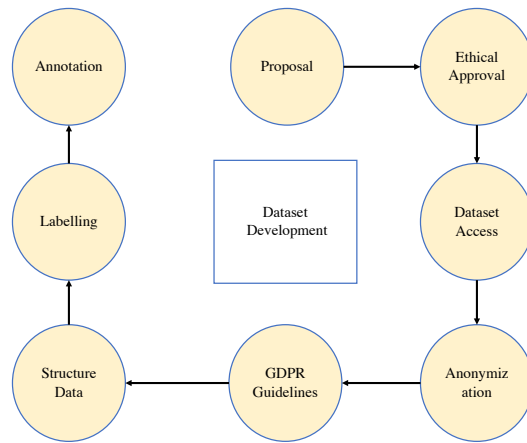 Annotation
Proposal
Ethical
Approval
Labelling
Dataset
Development
Dataset
Access
Structure
Data
GDPR
Guidelines
Anonymiz
ation